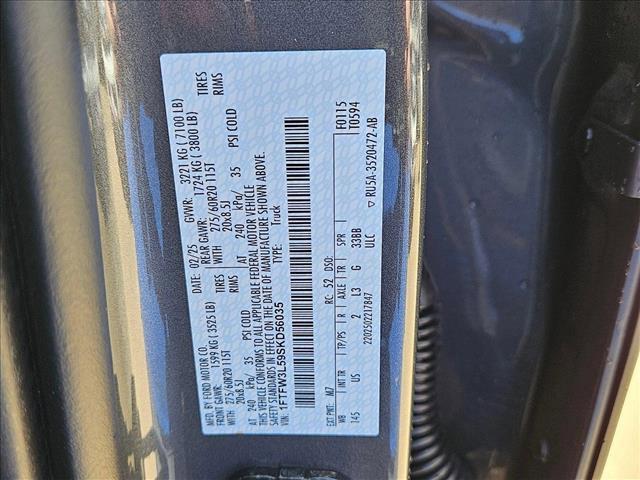 MFD. BY FORD MOTOR CO.
DATE: 02/25 GVWR: 3221 KG ( 7100 LB)
FRONT GAWR: 1599 KG ( 3525 LB) REAR GAWR: 1724 KG ( 3800 LB)
WITH 275/60R20 115T TIRES WITH 275/60R20 115T TIRES
20x8.5J RIMS 20x8.5J RIMS
AT 240 kPa/ 35 PSI COLD AT 240 kPa/ 35 PSI COLD
THIS VEHICLE CONFORMS TO ALL APPLICABLE FEDERAL MOTOR VEHICLE
SAFETY STANDARDS IN EFFECT ON THE DATE OF MANUFACTURE SHOWN ABOVE.
VIN: 1FTFW3L59SKD56035 TYPE: Truck
F0115
T0594
EXT PNT: M7 RC: 52 DSO:
WB INT TR TP/PS R AXLE TR SPR
145 US 2 L3 G 33BB
ULC
2202502217847
▽ RU5A-3520472-AB